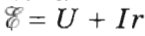 ℰ = U + Ir